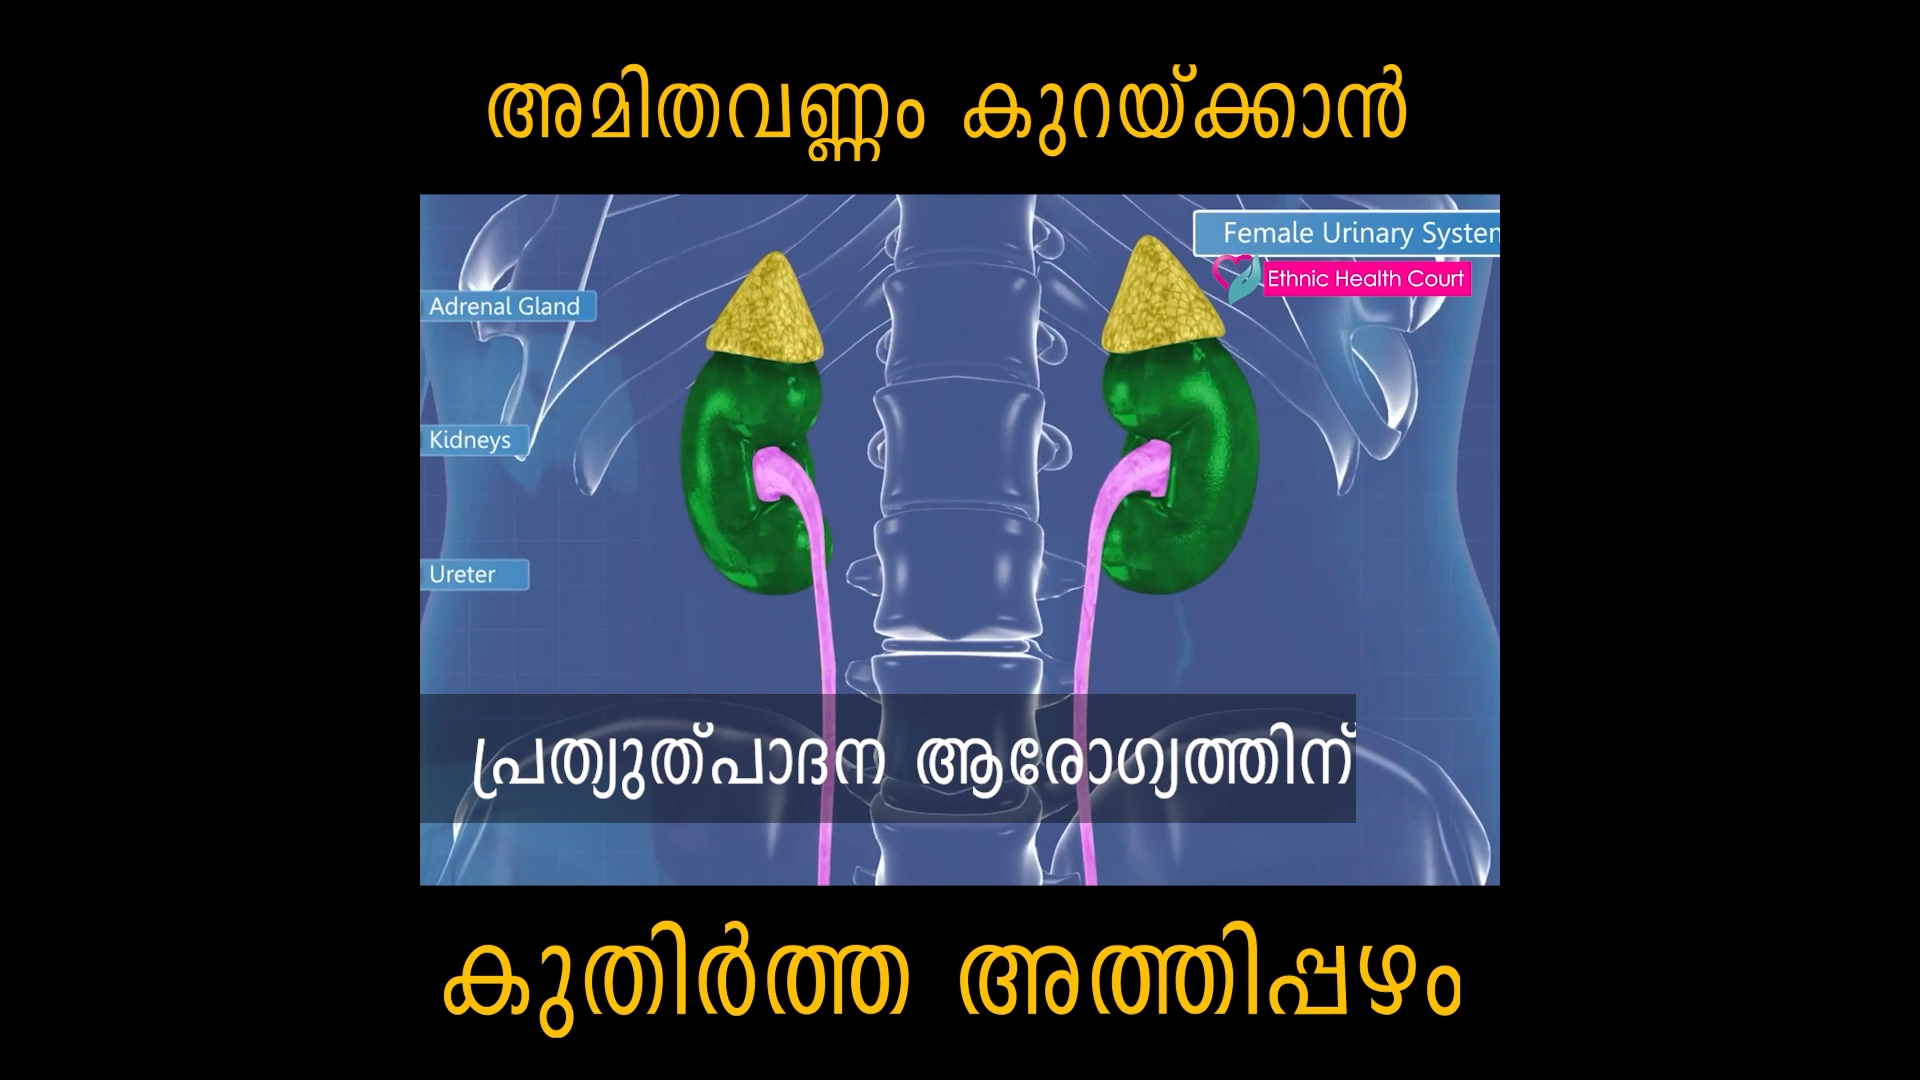 അമിതവണ്ണം കുറയ്ക്കാൻ
Female Urinary System
Ethnic Health Court
Adrenal Gland
Kidneys
Ureter
പ്രത്യുത്പാദന ആരോഗ്യത്തിന്
കുതിർത്ത അത്തിപ്പഴം